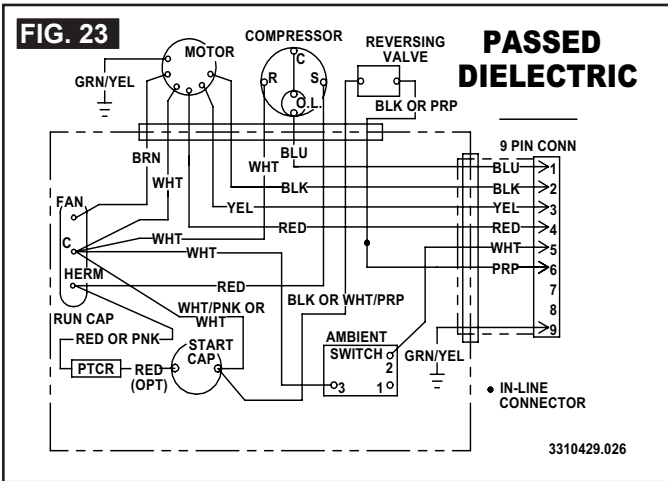 FIG. 23
MOTOR
COMPRESSOR
REVERSING
VALVE
PASSED
DIELECTRIC
GRN/YEL
C
R
S
O.L.
BLK OR PRP
9 PIN CONN
BRN
WHT
WHT
BLU
BLK
YEL
RED
BLU
1
BLK
2
YEL
3
RED
4
WHT
5
PRP
6
7
8
9
FAN
C
HERM
WHT
WHT
RED
RUN CAP
WHT/PNK OR
WHT
BLK OR WHT/PRP
RED OR PNK
START
CAP
PTCR
RED
(OPT)
AMBIENT
SWITCH
2
3
1
GRN/YEL
IN-LINE
CONNECTOR
3310429.026